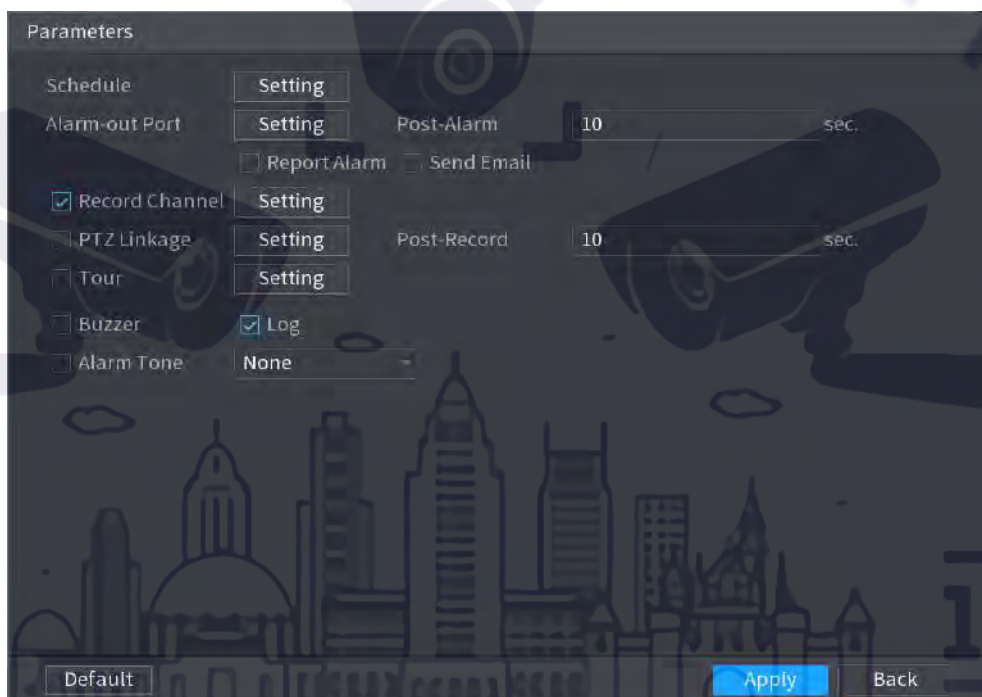 Parameters
Schedule Setting
Alarm-out Port Setting Post-Alarm 10 sec.
Report Alarm Send Email
Record Channel Setting
PTZ Linkage Setting Post-Record 10 sec.
Tour Setting
Buzzer Log
Alarm Tone None
Default Apply Back